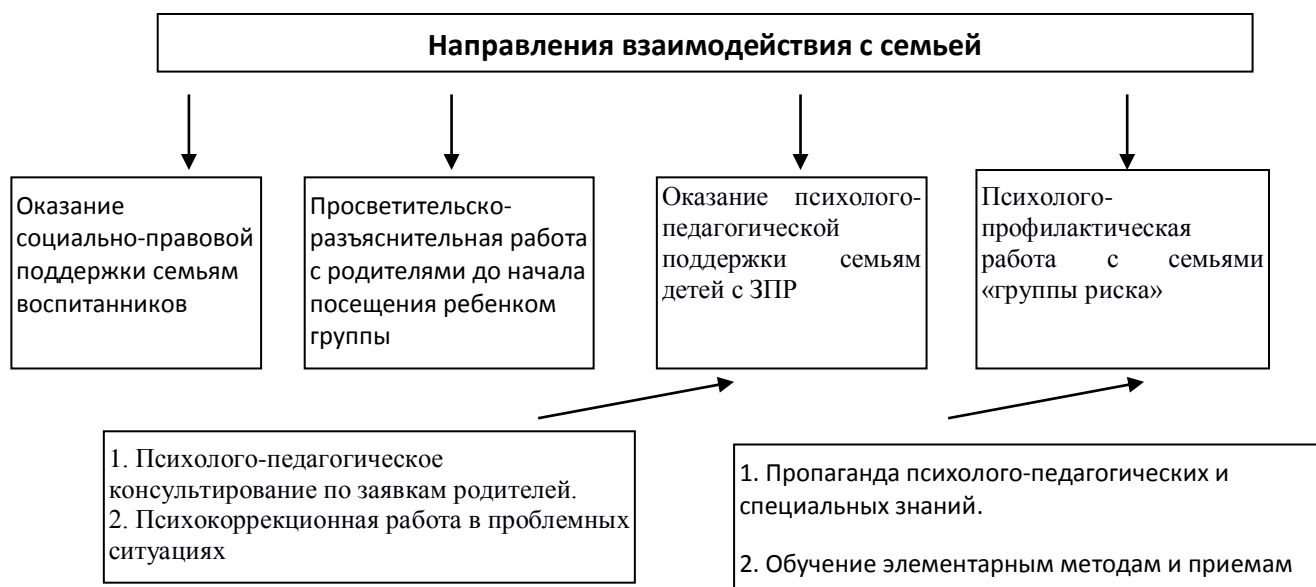 Направления взаимодействия с семьей
Оказание
социально-правовой
поддержки семьям
воспитанников
Просветительско-
разъяснительная работа
с родителями до начала
посещения ребенком
группы
Оказание психолого-
педагогической
поддержки семьям
детей с ЗПР
Психолого-
профилактическая
работа с семьями
«группы риска»
1. Психолого-педагогическое
консультирование по заявкам родителей.
2. Психокоррекционная работа в проблемных
ситуациях
1. Пропаганда психолого-педагогических и
специальных знаний.
2. Обучение элементарным методам и приемам